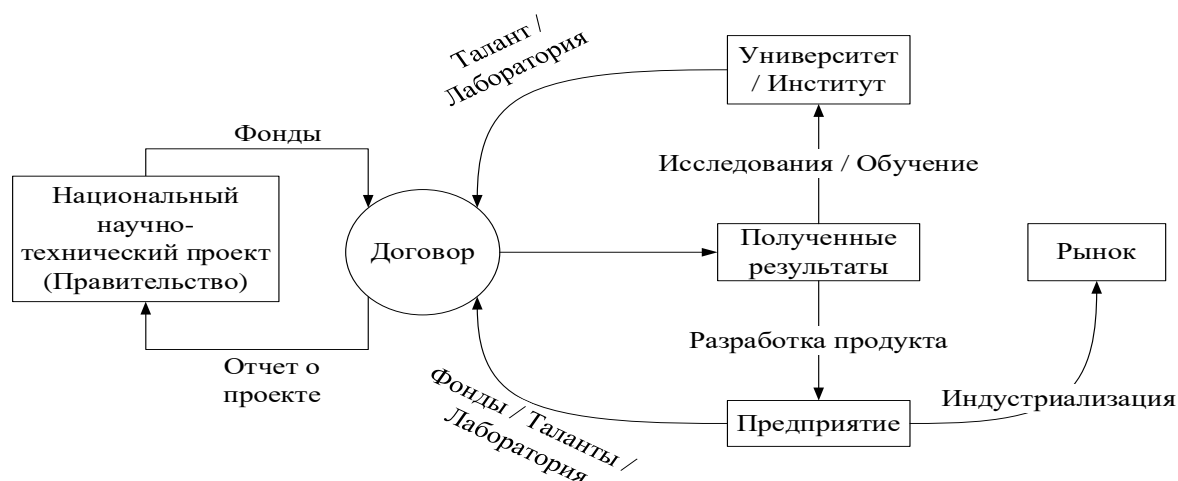 Талант /
Лаборатория
Университет
/ Институт
Фонды
Исследования / Обучение
Национальный
научно-
технический проект
(Правительство)
Договор
Полученные
результаты
Рынок
Отчет о
проекте
Разработка продукта
Фонды / Таланты /
Лаборатория
Предприятие
Индустриализация